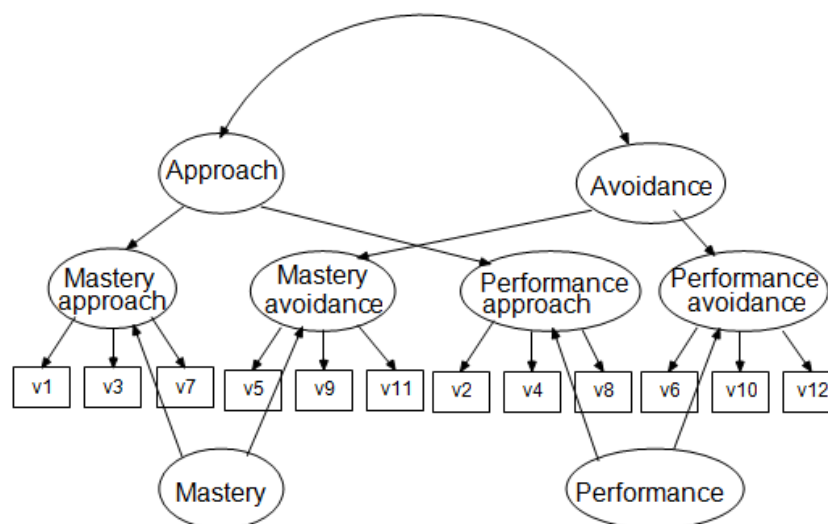 Approach
Avoidance
Mastery
approach
Mastery
avoidance
Performance
approach
Performance
avoidance
v1
v3
v7
v5
v9
v11
v2
v4
v8
v6
v10
v12
Mastery
Performance